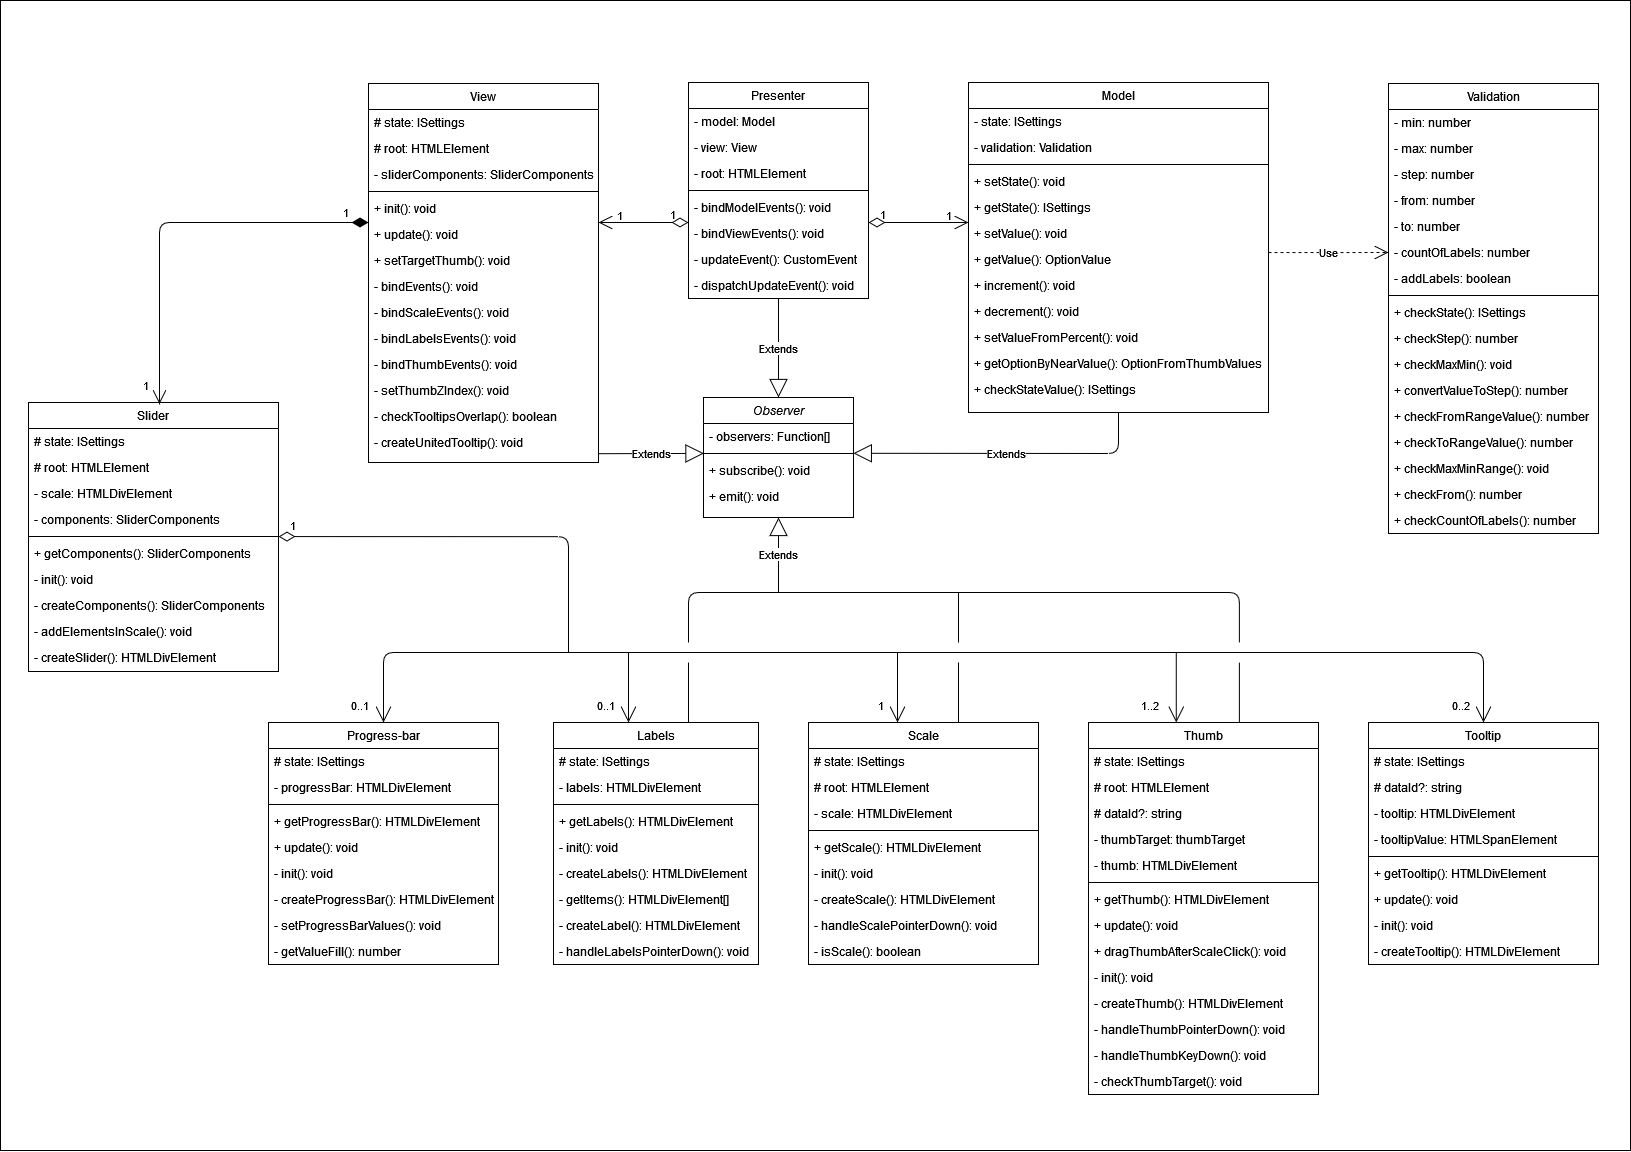 View
# state: ISettings
# root: HTMLElement
- sliderComponents: SliderComponents
+ init(): void
+ update(): void
+ setTargetThumb(): void
- bindEvents(): void
- bindScaleEvents(): void
- bindLabelsEvents(): void
- bindThumbEvents(): void
- setThumbZIndex(): void
- checkTooltipsOverlap(): boolean
- createUnitedTooltip(): void
Presenter
- model: Model
- view: View
- root: HTMLElement
- bindModelEvents(): void
- bindViewEvents(): void
- updateEvent(): CustomEvent
- dispatchUpdateEvent(): void
Model
- state: ISettings
- validation: Validation
+ setState(): void
+ getState(): ISettings
+ setValue(): void
+ getValue(): OptionValue
+ increment(): void
+ decrement(): void
+ setValueFromPercent(): void
+ getOptionByNearValue(): OptionFromThumbValues
+ checkStateValue(): ISettings
Validation
- min: number
- max: number
- step: number
- from: number
- to: number
- countOfLabels: number
- addLabels: boolean
+ checkState(): ISettings
+ checkStep(): number
+ checkMaxMin(): void
+ convertValueToStep(): number
+ checkFromRangeValue(): number
+ checkToRangeValue(): number
+ checkMaxMinRange(): void
+ checkFrom(): number
+ checkCountOfLabels(): number
1
1
1
1
1
Use
1
Extends
Extends
Extends
Extends
Observer
- observers: Function[]
+ subscribe(): void
+ emit(): void
Slider
# state: ISettings
# root: HTMLElement
- scale: HTMLDivElement
- components: SliderComponents
+ getComponents(): SliderComponents
- init(): void
- createComponents(): SliderComponents
- addElementsInScale(): void
- createSlider(): HTMLDivElement
1
0..1
0..1
1
1..2
0..2
Progress-bar
# state: ISettings
- progressBar: HTMLDivElement
+ getProgressBar(): HTMLDivElement
+ update(): void
- init(): void
- createProgressBar(): HTMLDivElement
- setProgressBarValues(): void
- getValueFill(): number
Labels
# state: ISettings
- labels: HTMLDivElement
+ getLabels(): HTMLDivElement
- init(): void
- createLabels(): HTMLDivElement
- getItems(): HTMLDivElement[]
- createLabel(): HTMLDivElement
- handleLabelsPointerDown(): void
Scale
# state: ISettings
# root: HTMLElement
- scale: HTMLDivElement
+ getScale(): HTMLDivElement
- init(): void
- createScale(): HTMLDivElement
- handleScalePointerDown(): void
- isScale(): boolean
Thumb
# state: ISettings
# root: HTMLElement
# dataId?: string
- thumbTarget: thumbTarget
- thumb: HTMLDivElement
+ getThumb(): HTMLDivElement
+ update(): void
+ dragThumbAfterScaleClick(): void
- init(): void
- createThumb(): HTMLDivElement
- handleThumbPointerDown(): void
- handleThumbKeyDown(): void
- checkThumbTarget(): void
Tooltip
# state: ISettings
# dataId?: string
- tooltip: HTMLDivElement
- tooltipValue: HTMLSpanElement
+ getTooltip(): HTMLDivElement
+ update(): void
- init(): void
- createTooltip(): HTMLDivElement